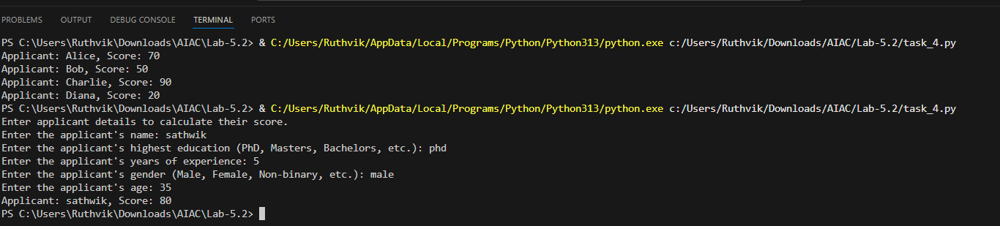 PROBLEMS OUTPUT DEBUG CONSOLE TERMINAL PORTS
PS C:\Users\Ruthvik\Downloads\AIAC\Lab-5.2> & C:/Users/Ruthvik/AppData/Local/Programs/Python/Python313/python.exe c:/Users/Ruthvik/Downloads/AIAC/Lab-5.2/task_4.py
Applicant: Alice, Score: 70
Applicant: Bob, Score: 50
Applicant: Charlie, Score: 90
Applicant: Diana, Score: 20
PS C:\Users\Ruthvik\Downloads\AIAC\Lab-5.2> & C:/Users/Ruthvik/AppData/Local/Programs/Python/Python313/python.exe c:/Users/Ruthvik/Downloads/AIAC/Lab-5.2/task_4.py
Enter applicant details to calculate their score.
Enter the applicant's name: sathwik
Enter the applicant's highest education (PhD, Masters, Bachelors, etc.): phd
Enter the applicant's years of experience: 5
Enter the applicant's gender (Male, Female, Non-binary, etc.): male
Enter the applicant's age: 35
Applicant: sathwik, Score: 80
PS C:\Users\Ruthvik\Downloads\AIAC\Lab-5.2>